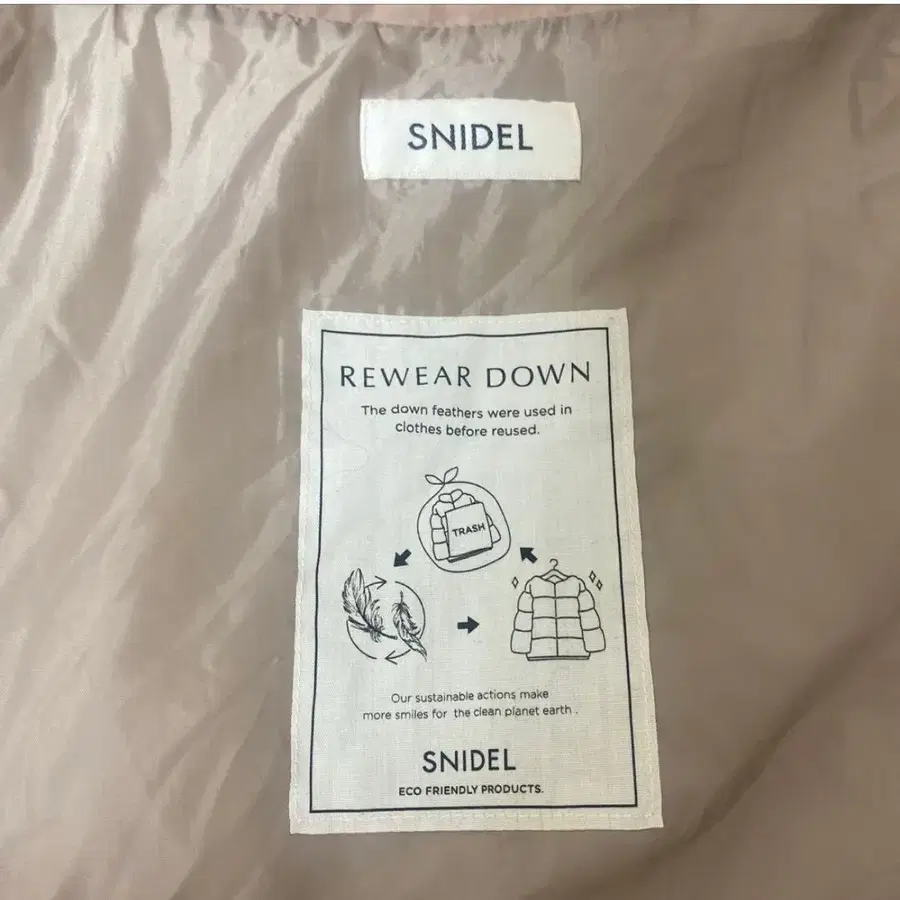 SNIDEL
REWEAR DOWN
The down feathers were used in
clothes before reused.
TRASH
Our sustainable actions make
more smiles for the clean planet earth .
SNIDEL
ECO FRIENDLY PRODUCTS.